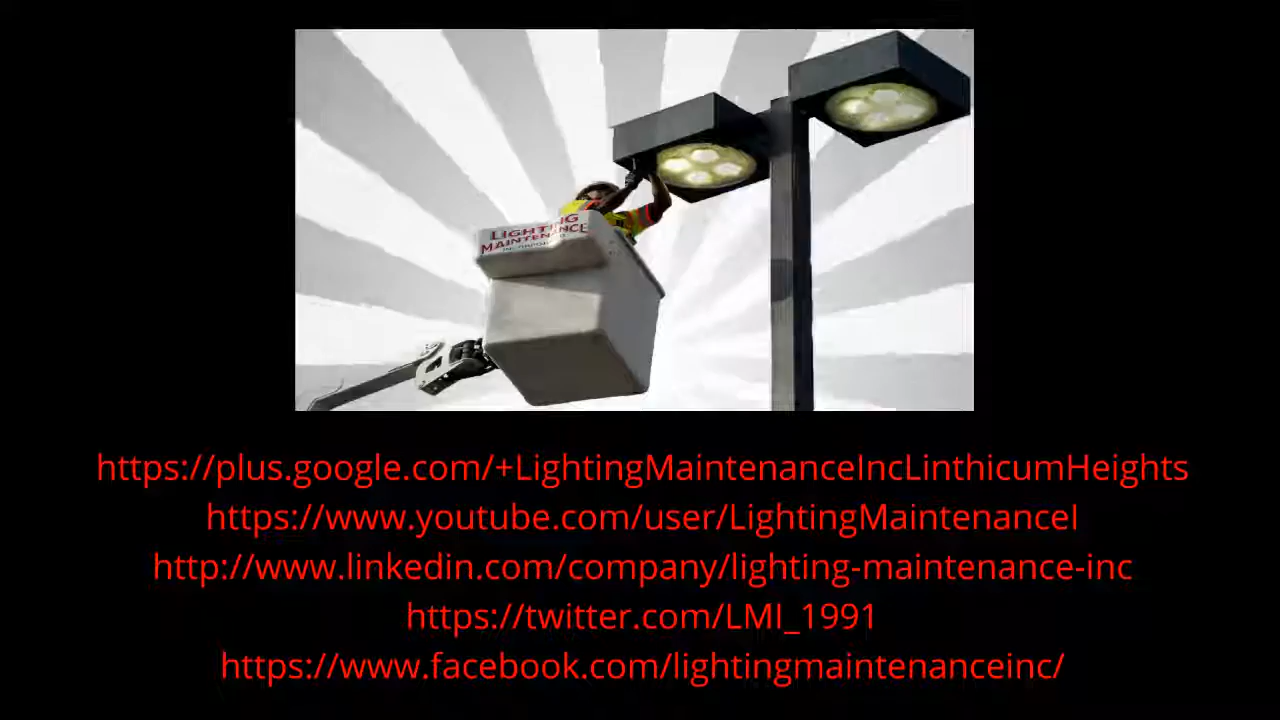 LIGHTING
MAINTENANCE
https://plus.google.com/+LightingMaintenanceIncLinthicumHeights
https://www.youtube.com/user/LightingMaintenanceI
http://www.linkedin.com/company/lighting-maintenance-inc
https://twitter.com/LMI_1991
https://www.facebook.com/lightingmaintenanceinc/